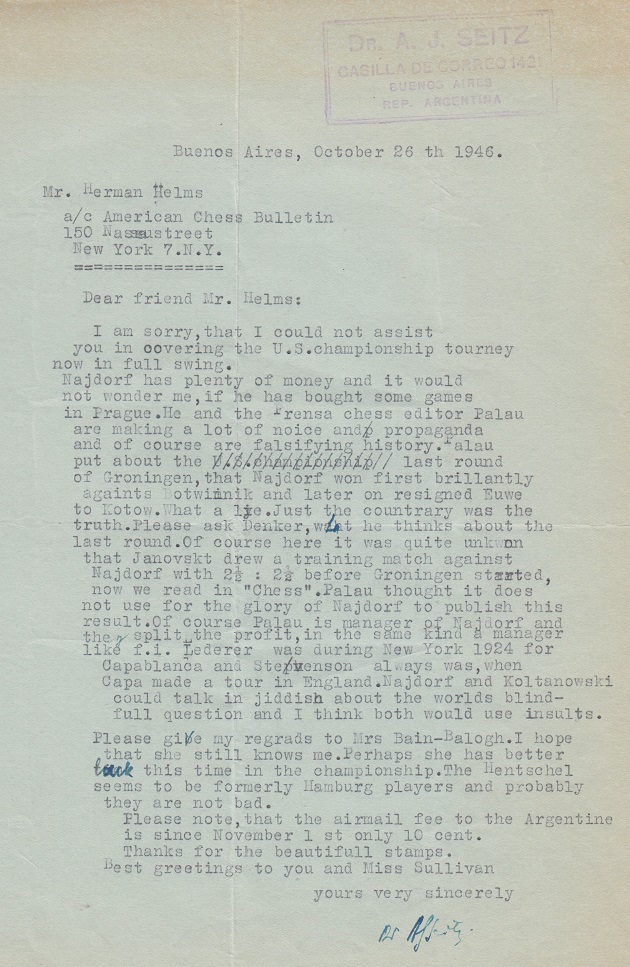 Dr. A. J. SEITZ
CASILLA DE CORREO 1421
BUENOS AIRES
REP. ARGENTINA
Buenos Aires, October 26 th 1946.
Mr. Herman Helms
a/c American Chess Bulletin
150 Nassaustreet
New York 7.N.Y.
===============
Dear friend Mr. Helms:
I am sorry,that I could not assist
you in covering the U.S.championship tourney
now in full swing.
Najdorf has plenty of money and it would
not wonder me,if he has bought some games
in Prague.He and the Prensa chess editor Palau
are making a lot of noice and propaganda
and of course are falsifying history.Palau
put about the U.S.championship// last round
of Groningen,that Najdorf won first brillantly
againts Botwinnik and later on resigned Euwe
to Kotow.What a lie.Just the countrary was the
truth.Please ask Denker,what he thinks about the
last round.Of course here it was quite unkwon
that Janovskt drew a training match against
Najdorf with 2½ : 2½ before Groningen started,
now we read in "Chess".Palau thought it does
not use for the glory of Najdorf to publish this
result.Of course Palau is manager of Najdorf and
they split the profit,in the same kind a manager
like f.i. Lederer was during New York 1924 for
Capablanca and Stevenson always was,when
Capa made a tour in England.Najdorf and Koltanowski
could talk in jiddish about the worlds blind-
full question and I think both would use insults.
Please give my regrads to Mrs Bain-Balogh.I hope
that she still knows me.Perhaps she has better
luck this time in the championship.The Hentschel
seems to be formerly Hamburg players and probably
they are not bad.
Please note,that the airmail fee to the Argentine
is since November 1 st only 10 cent.
Thanks for the beautifull stamps.
Best greetings to you and Miss Sullivan
yours very sincerely
Dr AJSeitz.